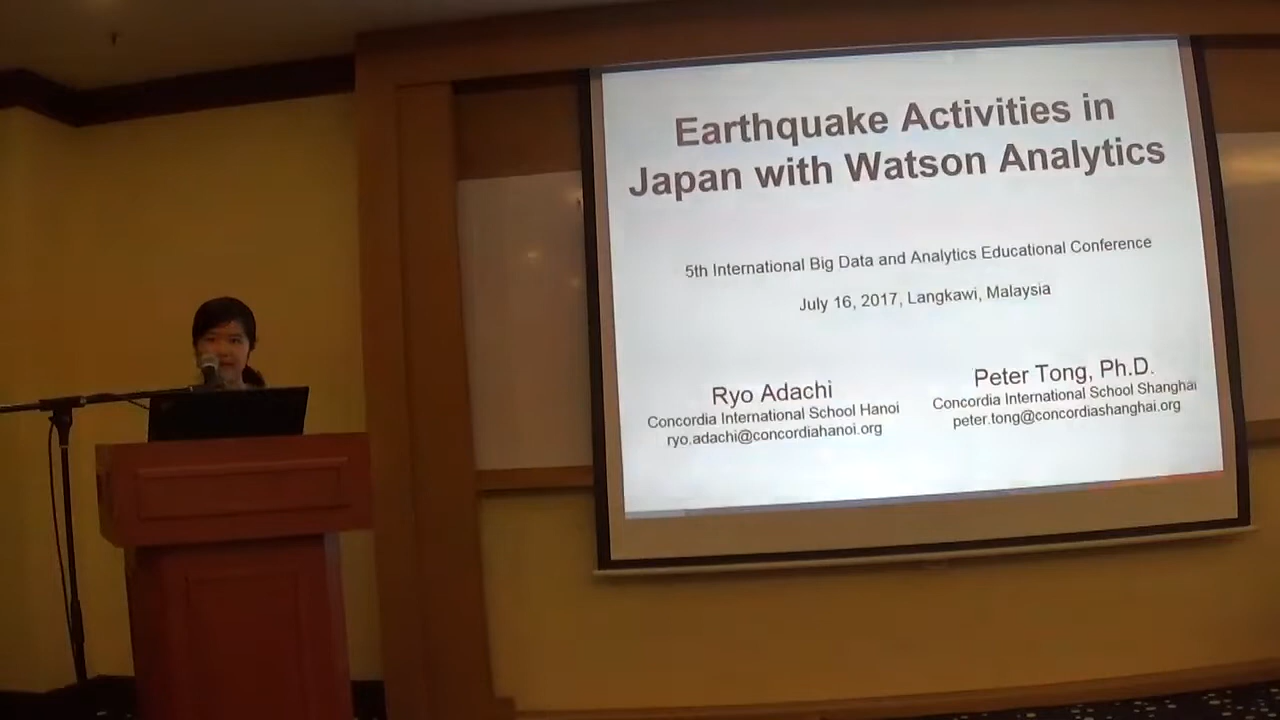 Earthquake Activities in
Japan with Watson Analytics
5th International Big Data and Analytics Educational Conference
July 16, 2017, Langkawi, Malaysia
Ryo Adachi
Concordia International School Hanoi
ryo.adachi@concordiahanoi.org
Peter Tong, Ph.D.
Concordia International School Shanghai
peter.tong@concordiashanghai.org